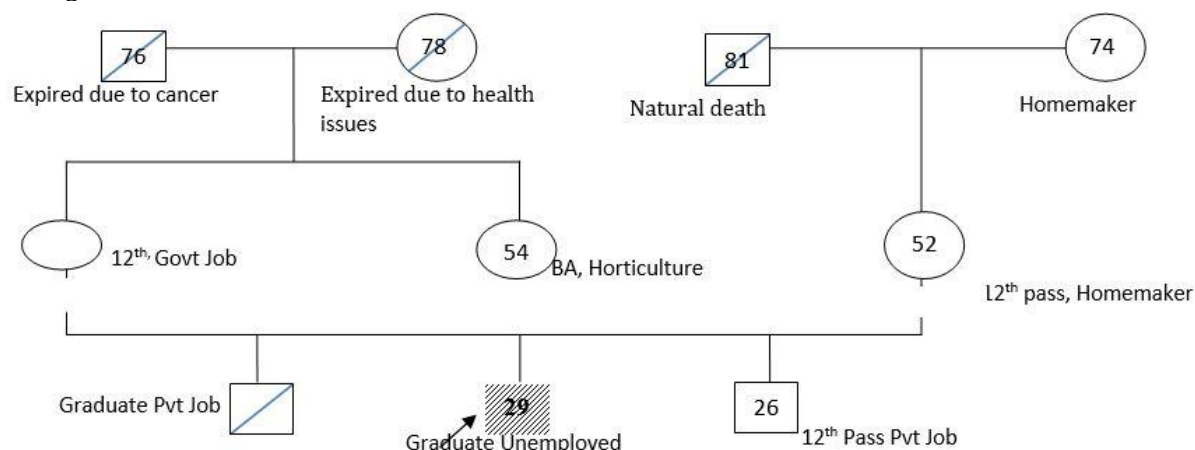 76
78
81
74
Expired due to cancer
Expired due to health
issues
Natural death
Homemaker
12th, Govt Job
54
BA, Horticulture
52
L2th pass, Homemaker
Graduate Pvt Job
29
Graduate Unemployed
26
12th Pass Pvt Job